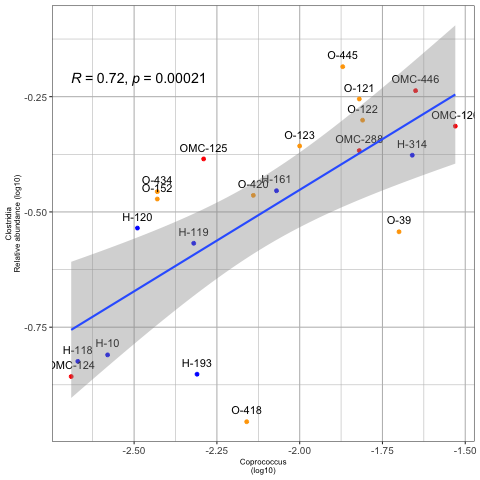 O-445
R = 0.72, p = 0.00021
OMC-446
O-121
O-122
OMC-126
O-123
OMC-288
H-314
OMC-125
O-434
O-152
O-420
H-161
H-120
O-39
H-119
H-118
H-10
OMC-124
H-193
O-418
-0.25
-0.50
-0.75
-2.50
-2.25
-2.00
-1.75
-1.50
Clostridia
Relative abundance (log10)
Coprococcus
(log10)